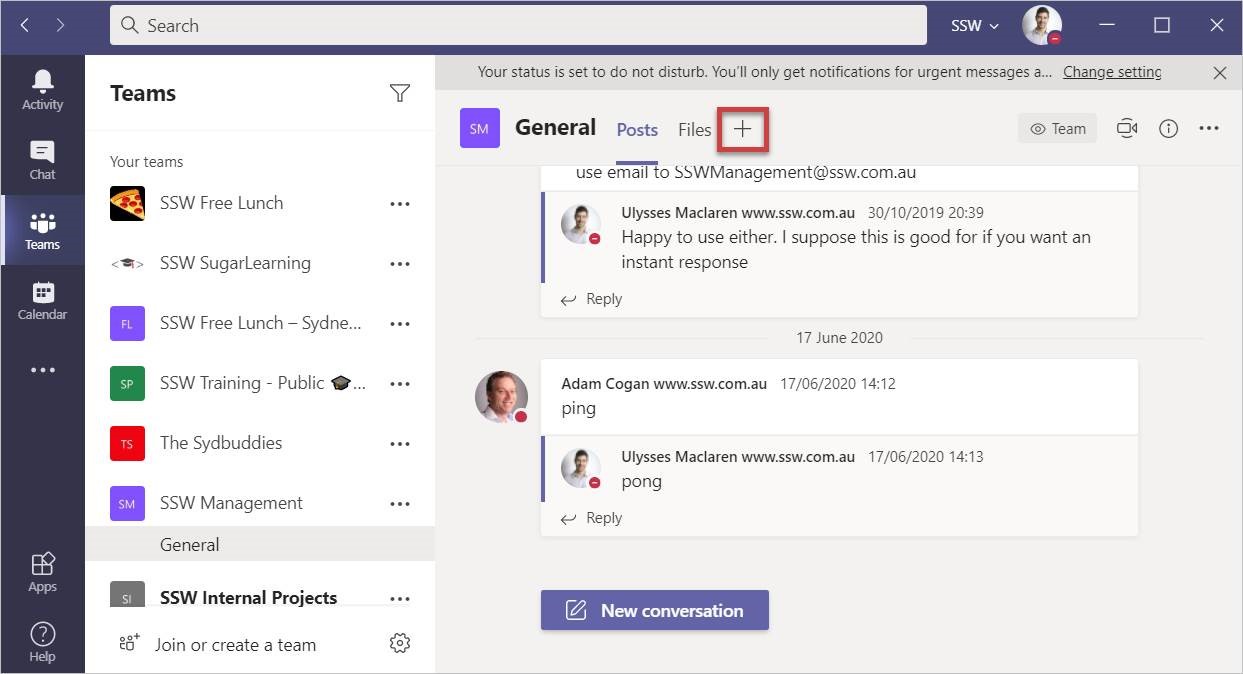 Search
SSW
Activity
Chat
Teams
Calendar
Apps
Help
Teams
Your teams
SSW Free Lunch
SSW SugarLearning
FL
SSW Free Lunch – Sydne...
SP
SSW Training - Public 🎓...
TS
The Sydbuddies
SM
SSW Management
General
SI
SSW Internal Projects
Join or create a team
Your status is set to do not disturb. You’ll only get notifications for urgent messages a... Change setting
SM
General
Posts
Files
Team
use email to SSWManagement@ssw.com.au
Ulysses Maclaren www.ssw.com.au 30/10/2019 20:39
Happy to use either. I suppose this is good for if you want an
instant response
Reply
17 June 2020
Adam Cogan www.ssw.com.au 17/06/2020 14:12
ping
Ulysses Maclaren www.ssw.com.au 17/06/2020 14:13
pong
Reply
New conversation